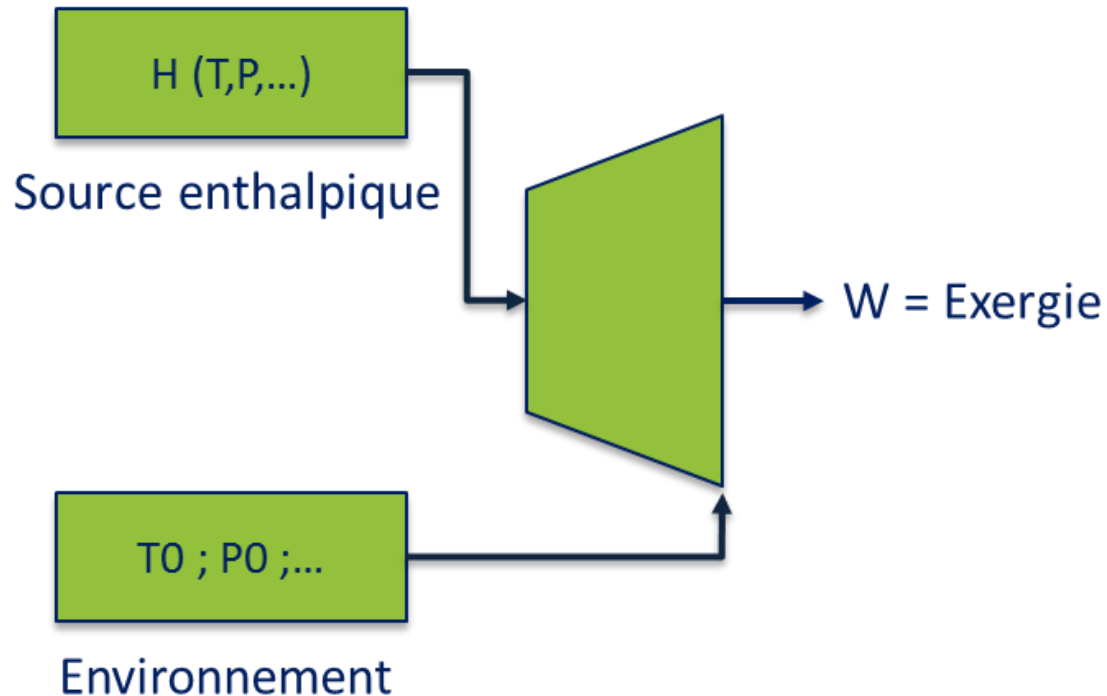 H (T,P,...)
Source enthalpique
W = Exergie
T0 ; P0 ;...
Environnement